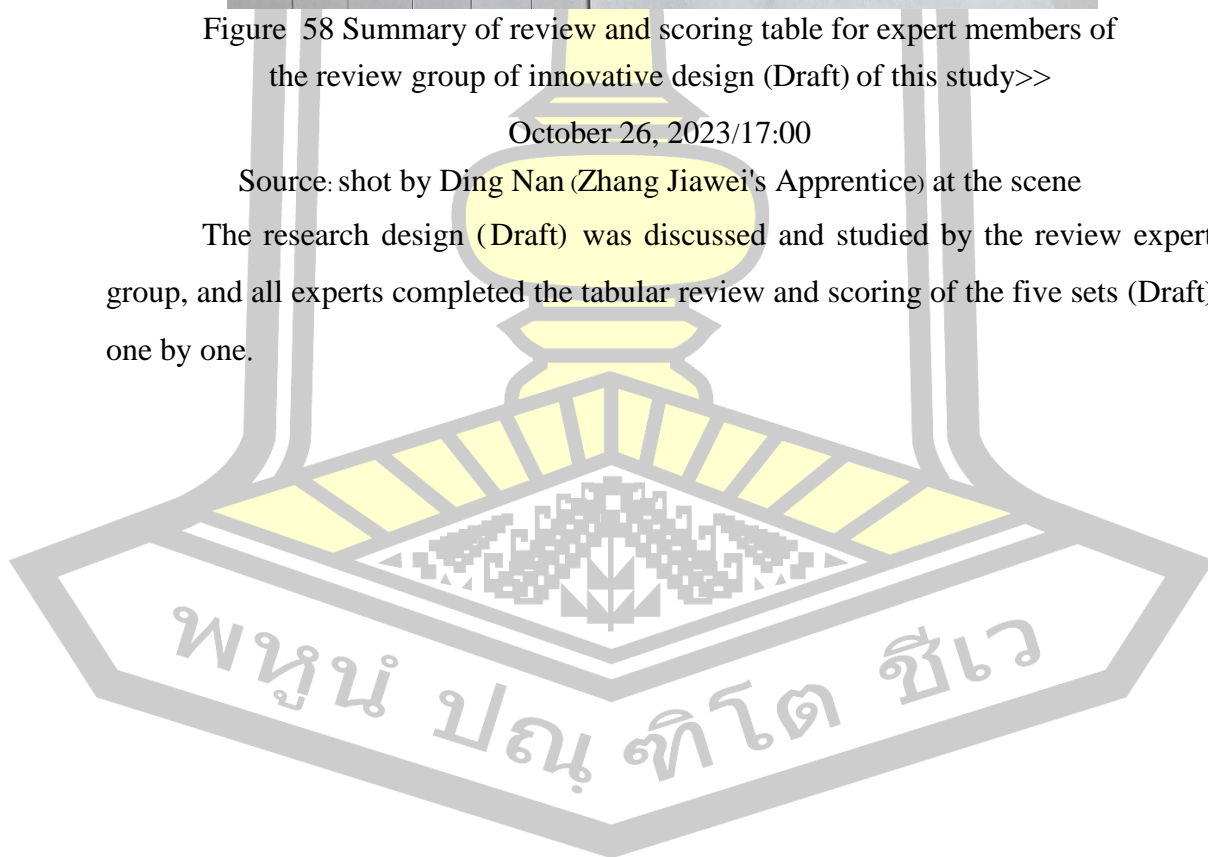 Figure 58 Summary of review and scoring table for expert members of
the review group of innovative design (Draft) of this study>>
October 26, 2023/17:00
Source: shot by Ding Nan (Zhang Jiawei's Apprentice) at the scene
The research design (Draft) was discussed and studied by the review expert
group, and all experts completed the tabular review and scoring of the five sets (Draft)
one by one.
พหูนํ ปณฺฑิโต ชีเว